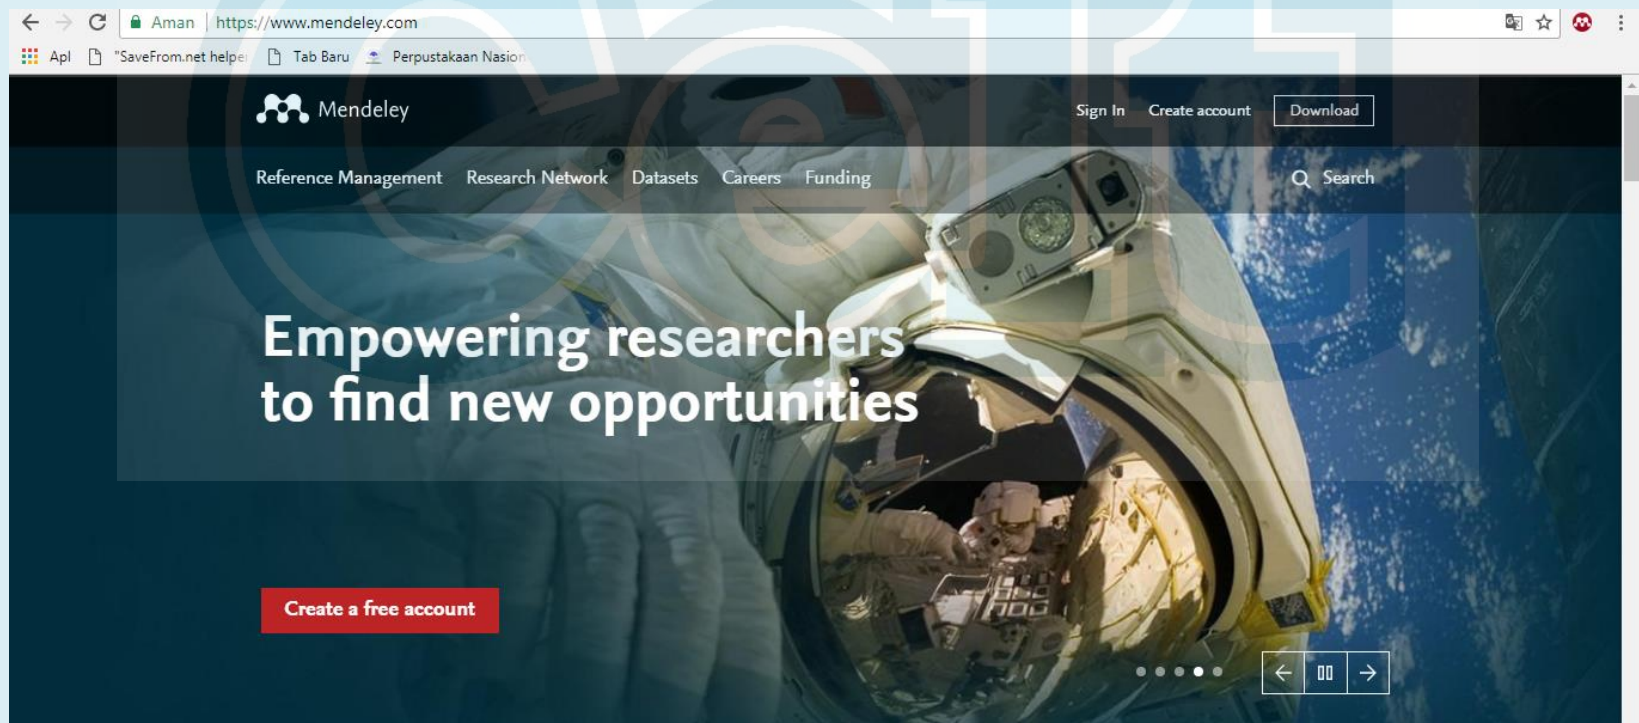 Aman | https://www.mendeley.com
Apl "SaveFrom.net helpe Tab Baru Perpustakaan Nasion
Mendeley Sign In Create account Download
Reference Management Research Network Datasets Careers Funding Search
Empowering researchers
to find new opportunities
Create a free account